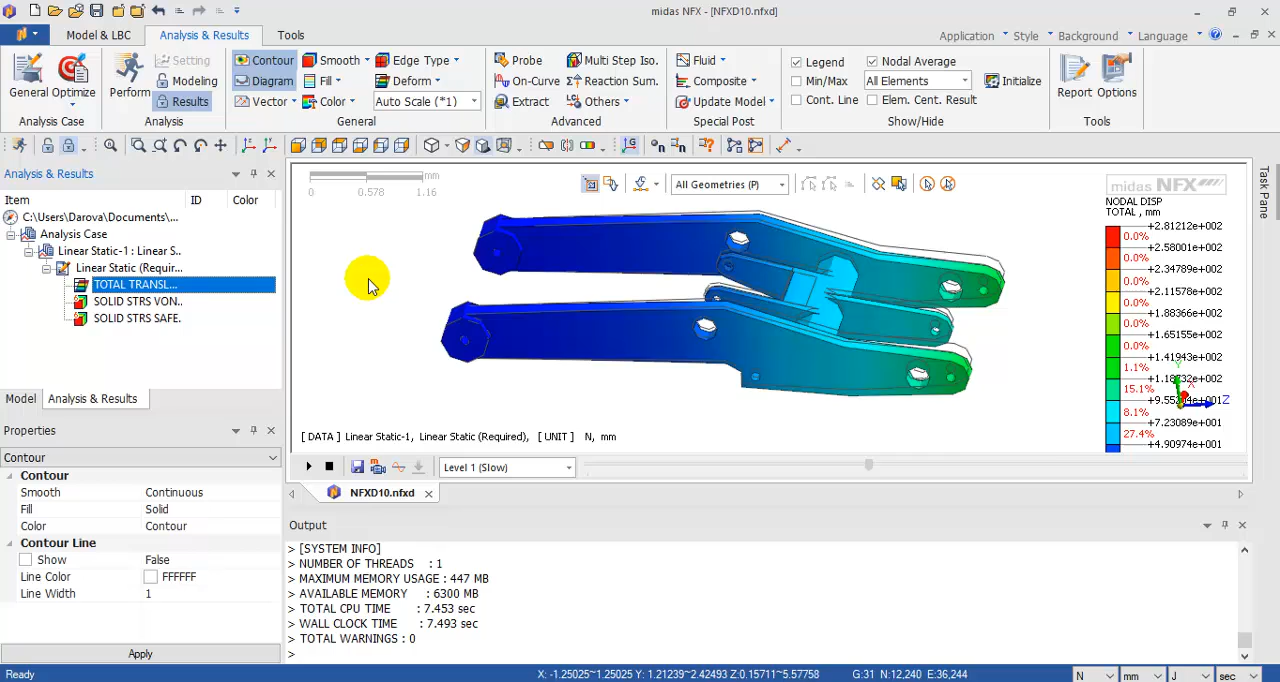 midas NFX - [NFXD10.nfxd]
Model & LBC
Analysis & Results
Tools
Application
Style
Background
Language
General
Optimize
Analysis Case
Perform
Setting
Modeling
Results
Analysis
Contour
Smooth
Edge Type
Diagram
Fill
Deform
Vector
Color
Auto Scale (*1)
General
Probe
Multi Step Iso.
On-Curve
Reaction Sum.
Extract
Others
Advanced
Fluid
Composite
Update Model
Special Post
Legend
Nodal Average
Min/Max
All Elements
Initialize
Cont. Line
Elem. Cent. Result
Show/Hide
Report
Options
Tools
Analysis & Results
Item
ID
Color
C:\Users\Darova\Documents\...
Analysis Case
Linear Static-1 : Linear S..
Linear Static (Requir...
TOTAL TRANSL...
SOLID STRS VON..
SOLID STRS SAFE.
Model
Analysis & Results
Properties
Contour
Contour
Smooth Continuous
Fill Solid
Color Contour
Contour Line
Show False
Line Color FFFFFF
Line Width 1
Apply
mm
0 0.578 1.16
All Geometries (P)
midas NFX
NODAL DISP
TOTAL , mm
+2.81212e+002
0.0%
+2.58001e+002
0.0%
+2.34789e+002
0.0%
+2.11578e+002
0.0%
+1.88366e+002
0.0%
+1.65155e+002
0.0%
+1.41943e+002
1.1%
+1.18732e+002
15.1%
8.1%
+7.23089e+001
27.4%
+4.90974e+001
Y
X
Z
[ DATA ] Linear Static-1, Linear Static (Required), [ UNIT ] N, mm
Level 1 (Slow)
NFXD10.nfxd
Output
> [SYSTEM INFO]
> NUMBER OF THREADS : 1
> MAXIMUM MEMORY USAGE : 447 MB
> AVAILABLE MEMORY : 6300 MB
> TOTAL CPU TIME : 7.453 sec
> WALL CLOCK TIME : 7.493 sec
> TOTAL WARNINGS : 0
>
Task Pane
Ready
X: -1.25025~1.25025 Y: 1.21239~2.42493 Z:0.15711~5.57758
G:31 N:12,240 E:36,244
N
mm
J
sec